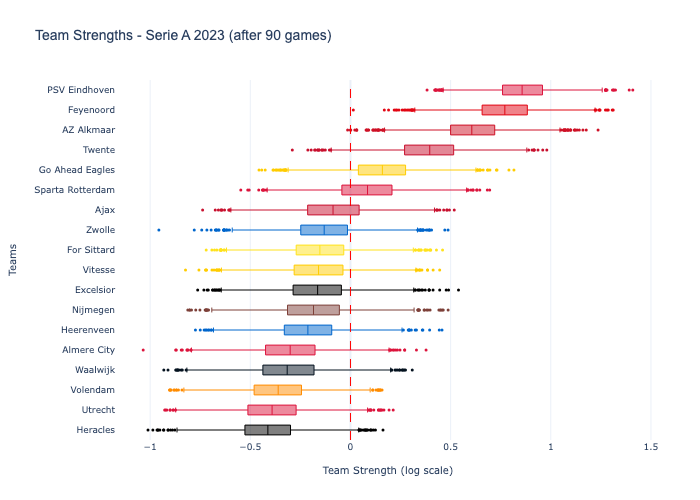 Team Strengths - Serie A 2023 (after 90 games)
PSV Eindhoven
Feyenoord
AZ Alkmaar
Twente
Go Ahead Eagles
Sparta Rotterdam
Ajax
Zwolle
For Sittard
Vitesse
Excelsior
Nijmegen
Heerenveen
Almere City
Waalwijk
Volendam
Utrecht
Heracles
Teams
−1 −0.5 0 0.5 1 1.5
Team Strength (log scale)